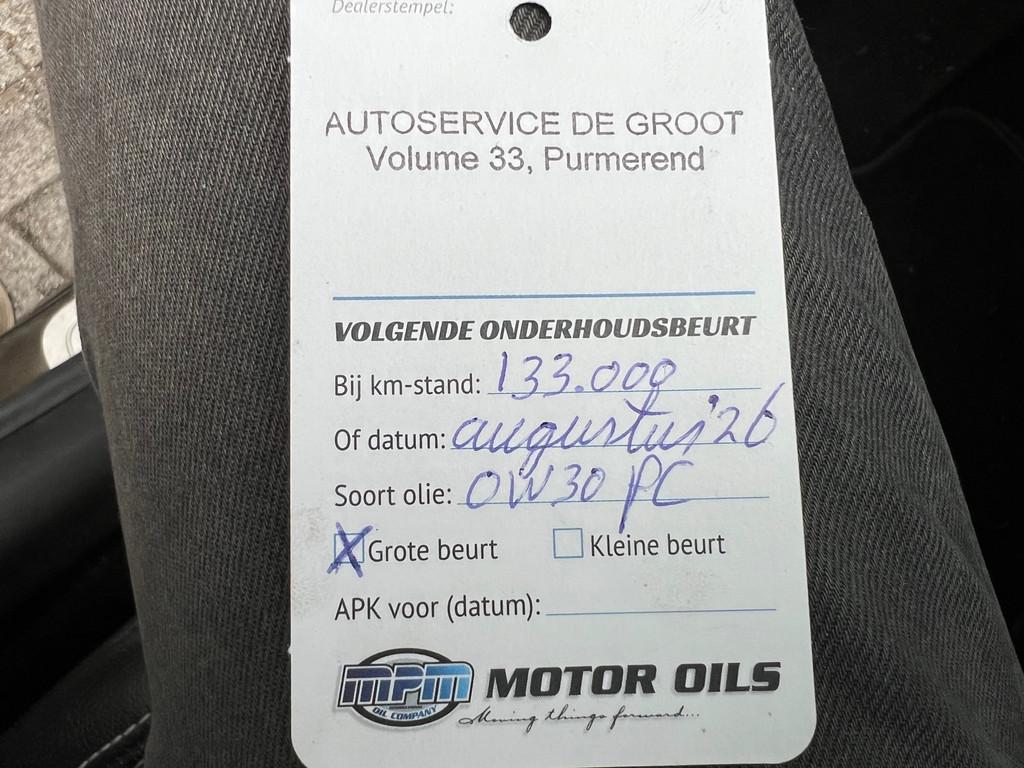 Dealerstempel:
AUTOSERVICE DE GROOT
Volume 33, Purmerend
VOLGENDE ONDERHOUDSBEURT
Bij km-stand: 133.000
Of datum: augustus '26
Soort olie: 0W30 PC
Grote beurt Kleine beurt
APK voor (datum):
MPM MOTOR OILS
OIL COMPANY
Moving things forward...